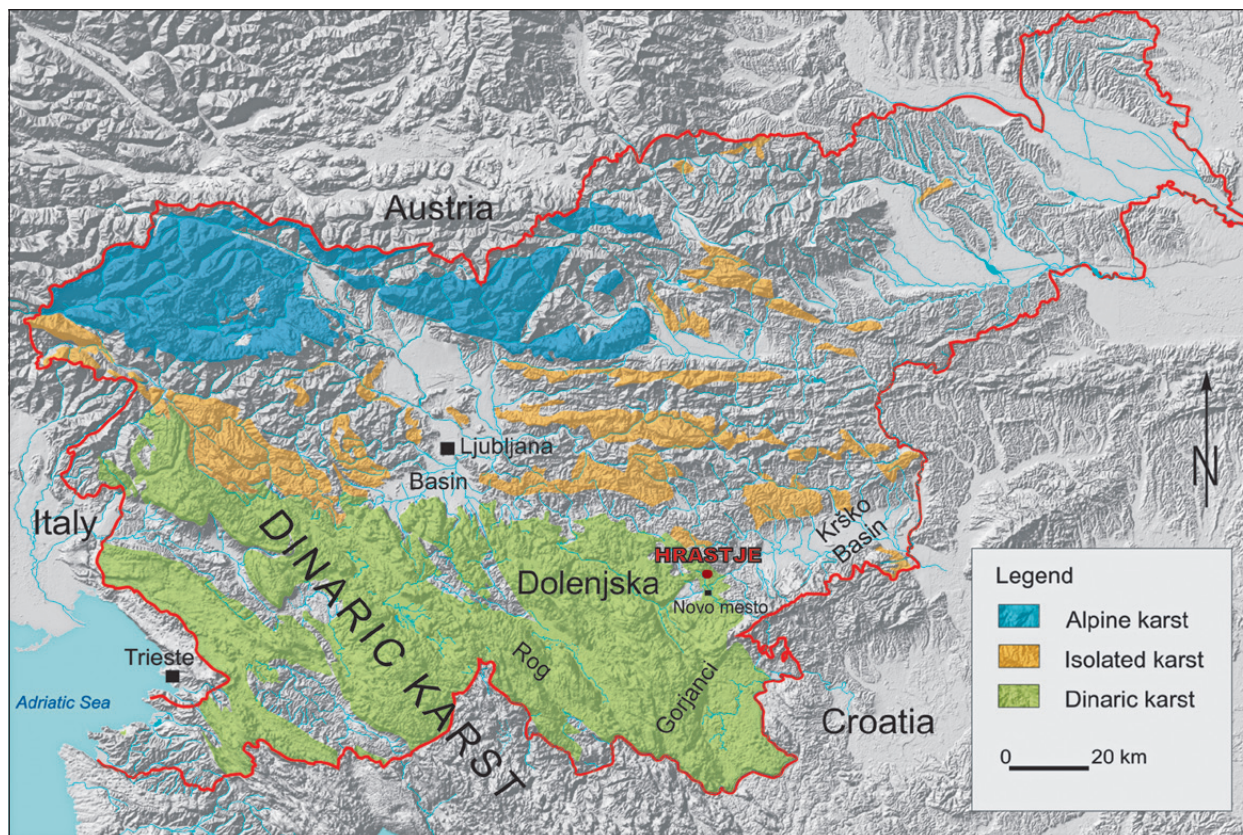 Austria
Ljubljana
Basin
Italy
DINARIC KARST
HRASTJE
Dolenjska
Novo mesto
Krško
Basin
Trieste
Rog
Gorjanci
Adriatic Sea
Croatia
N
Legend
Alpine karst
Isolated karst
Dinaric karst
0 20 km